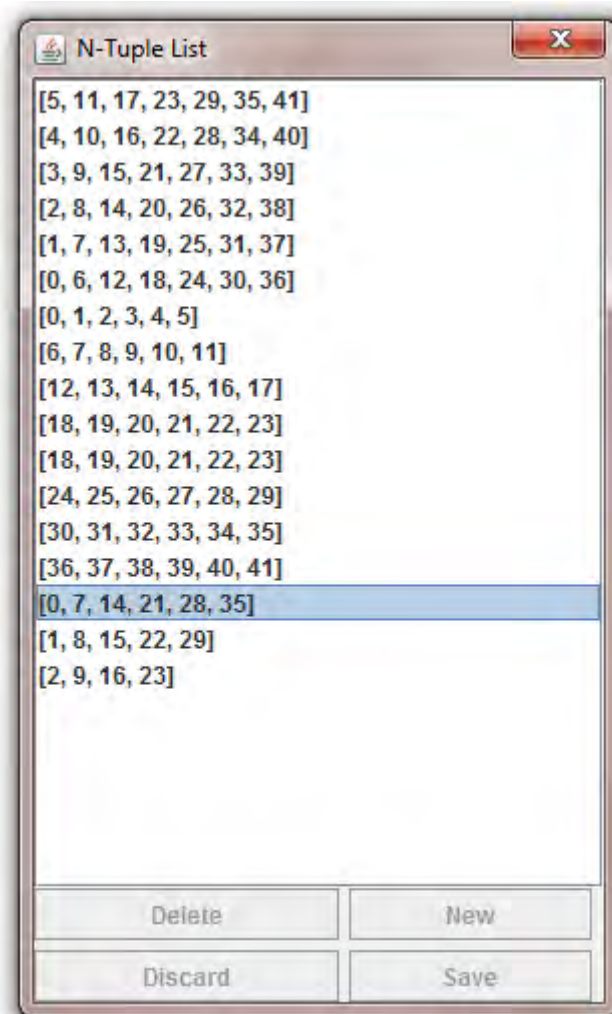 N-Tuple List
[5, 11, 17, 23, 29, 35, 41]
[4, 10, 16, 22, 28, 34, 40]
[3, 9, 15, 21, 27, 33, 39]
[2, 8, 14, 20, 26, 32, 38]
[1, 7, 13, 19, 25, 31, 37]
[0, 6, 12, 18, 24, 30, 36]
[0, 1, 2, 3, 4, 5]
[6, 7, 8, 9, 10, 11]
[12, 13, 14, 15, 16, 17]
[18, 19, 20, 21, 22, 23]
[18, 19, 20, 21, 22, 23]
[24, 25, 26, 27, 28, 29]
[30, 31, 32, 33, 34, 35]
[36, 37, 38, 39, 40, 41]
[0, 7, 14, 21, 28, 35]
[1, 8, 15, 22, 29]
[2, 9, 16, 23]
Delete New
Discard Save